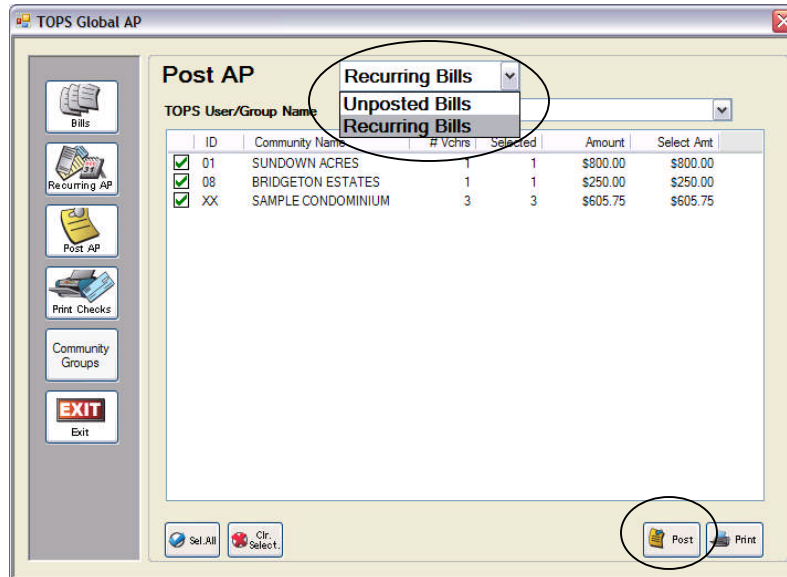 TOPS Global AP
Bills
Recurring AP
Post AP
Print Checks
Community
Groups
EXIT
Exit
Post AP
Recurring Bills
Unposted Bills
Recurring Bills
TOPS User/Group Name
ID Community Name # Vchrs Selected Amount Select Amt
01 SUNDOWN ACRES 1 1 $800.00 $800.00
08 BRIDGETON ESTATES 1 1 $250.00 $250.00
XX SAMPLE CONDOMINIUM 3 3 $605.75 $605.75
Sel.All
Clr.
Select.
Post
Print